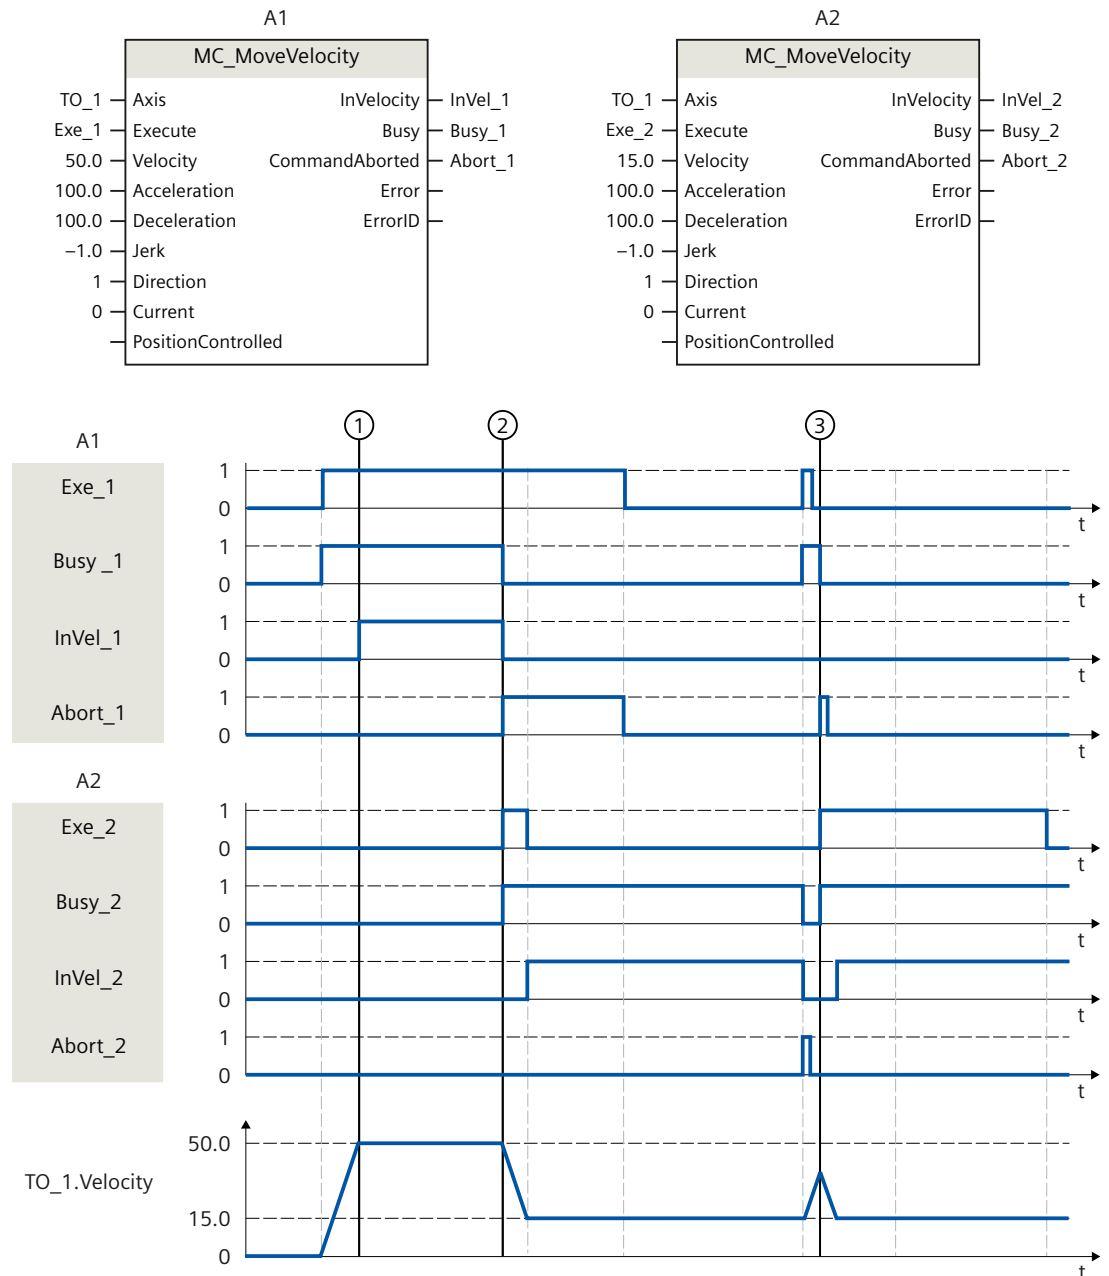 A1 A2
MC_MoveVelocity MC_MoveVelocity
TO_1 Axis InVelocity InVel_1 TO_1 Axis InVelocity InVel_2
Exe_1 Execute Busy Busy_1 Exe_2 Execute Busy Busy_2
50.0 Velocity CommandAborted Abort_1 15.0 Velocity CommandAborted Abort_2
100.0 Acceleration Error 100.0 Acceleration Error
100.0 Deceleration ErrorID 100.0 Deceleration ErrorID
−1.0 Jerk −1.0 Jerk
1 Direction 1 Direction
0 Current 0 Current
PositionControlled PositionControlled
1 2 3
A1
1
Exe_1
0
t
1
Busy _1
0
t
1
InVel_1
0
t
1
Abort_1
0
t
A2
1
Exe_2
0
t
1
Busy_2
0
t
1
InVel_2
0
t
1
Abort_2
0
t
50.0
TO_1.Velocity
15.0
0
t